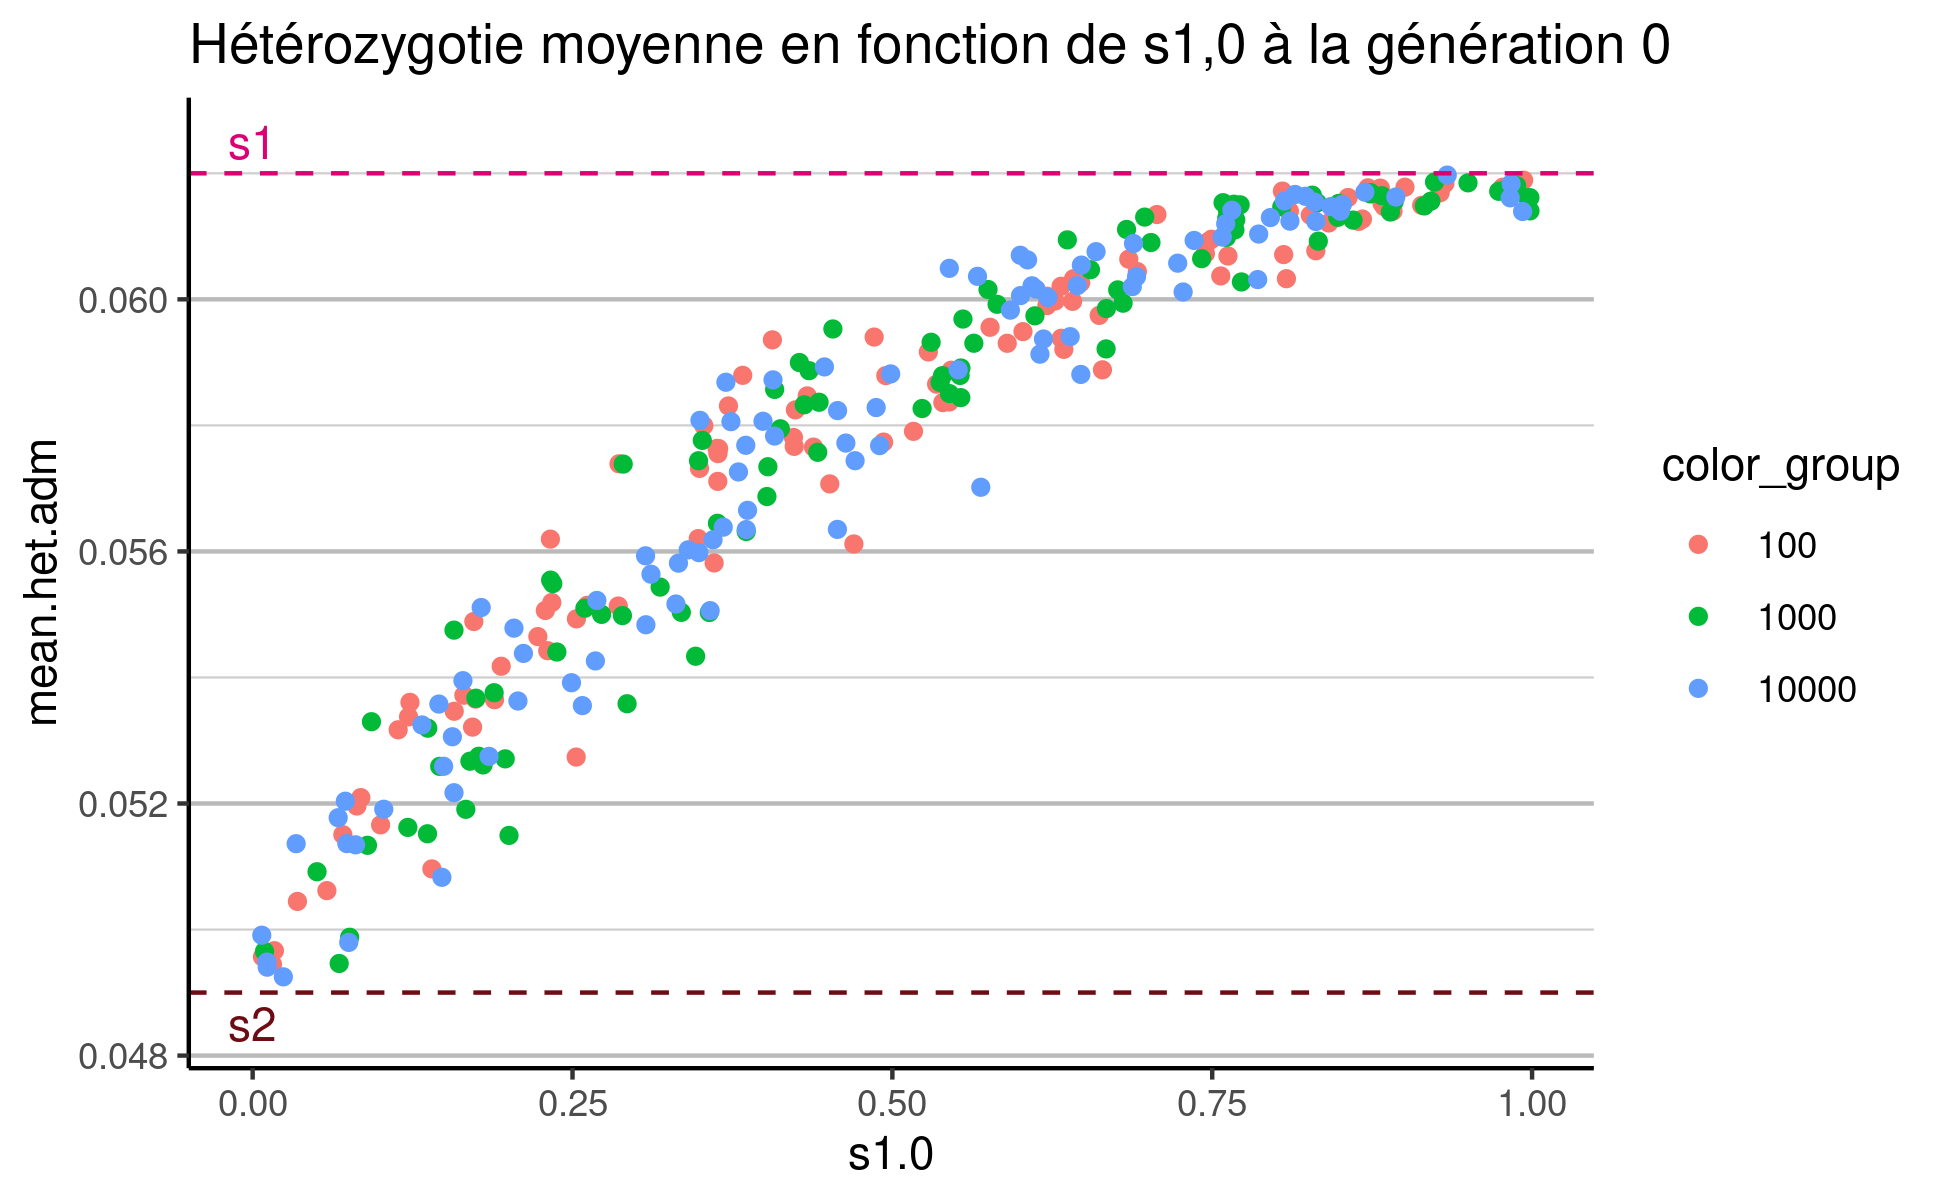 Hétérozygotie moyenne en fonction de s1,0 à la génération 0
s1
0.060
0.056
0.052
0.048
mean.het.adm
s2
0.00
0.25
0.50
0.75
1.00
s1.0
color_group
100
1000
10000